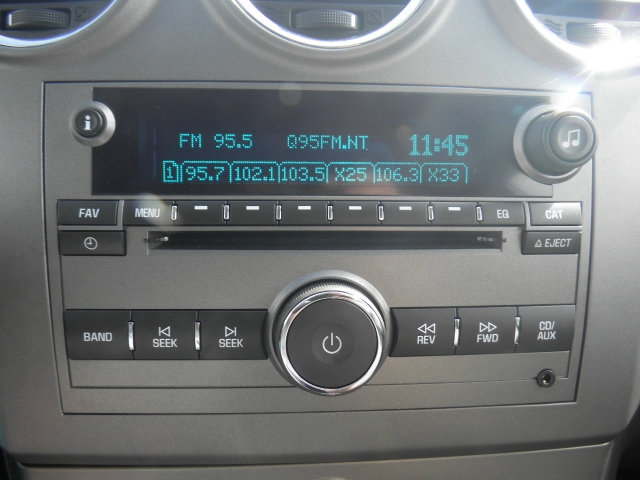 i
FM 95.5 Q95FM.NT 11:45
1 95.7 102.1 103.5 X25 106.3 X33
FAV MENU EQ CAT
EJECT
BAND SEEK SEEK REV FWD CD/
AUX